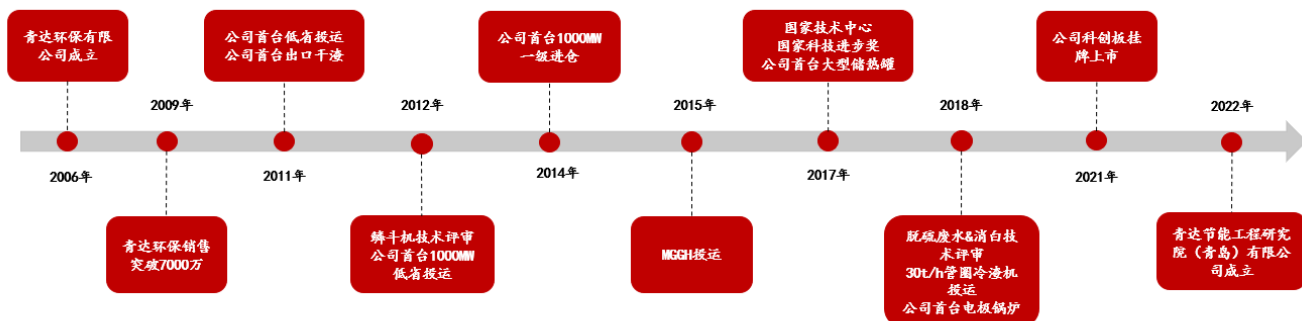 青达环保有限
公司成立
2006年
2009年
青达环保销售
突破7000万
公司首台低省投运
公司首台出口干渣
2011年
2012年
鳞斗机技术评审
公司首台1000MW
低省投运
公司首台1000MW
一级进仓
2014年
2015年
MGGH投运
国家技术中心
国家科技进步奖
公司首台大型储热罐
2017年
2018年
脱硫废水&消白技
术评审
30t/h管圈冷渣机
投运
公司首台电极锅炉
公司科创板挂
牌上市
2021年
2022年
青达节能工程研究
院（青岛）有限公
司成立